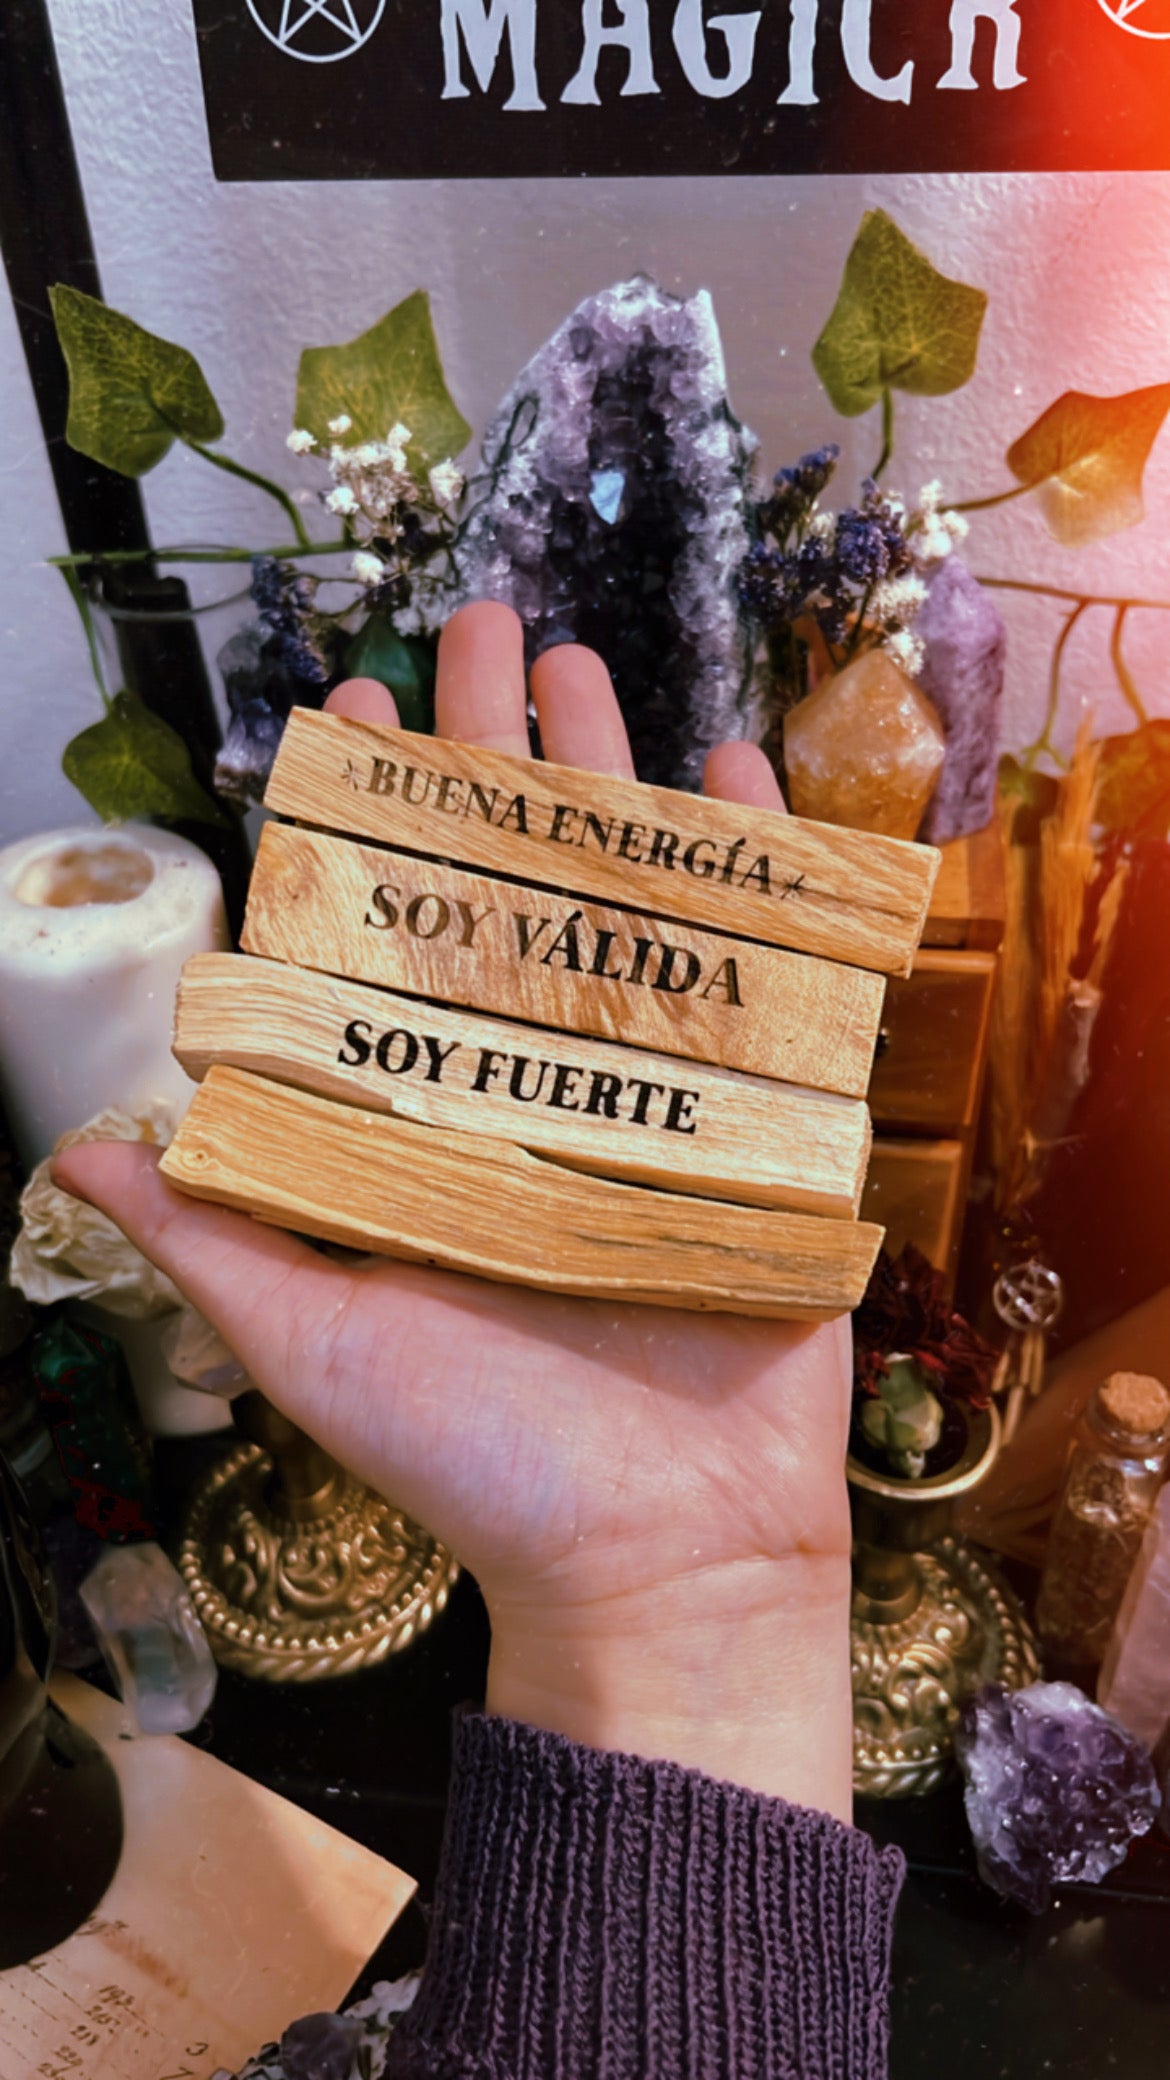 MAGICK
*BUENA ENERGÍA*
SOY VÁLIDA
SOY FUERTE